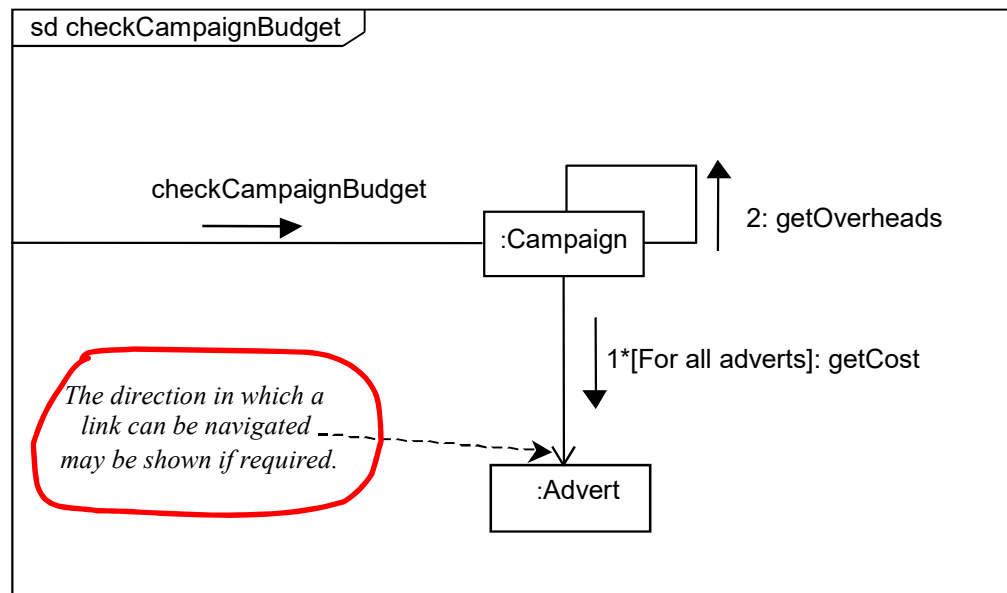 sd checkCampaignBudget
checkCampaignBudget
:Campaign
2: getOverheads
1*[For all adverts]: getCost
The direction in which a
link can be navigated
may be shown if required.
:Advert